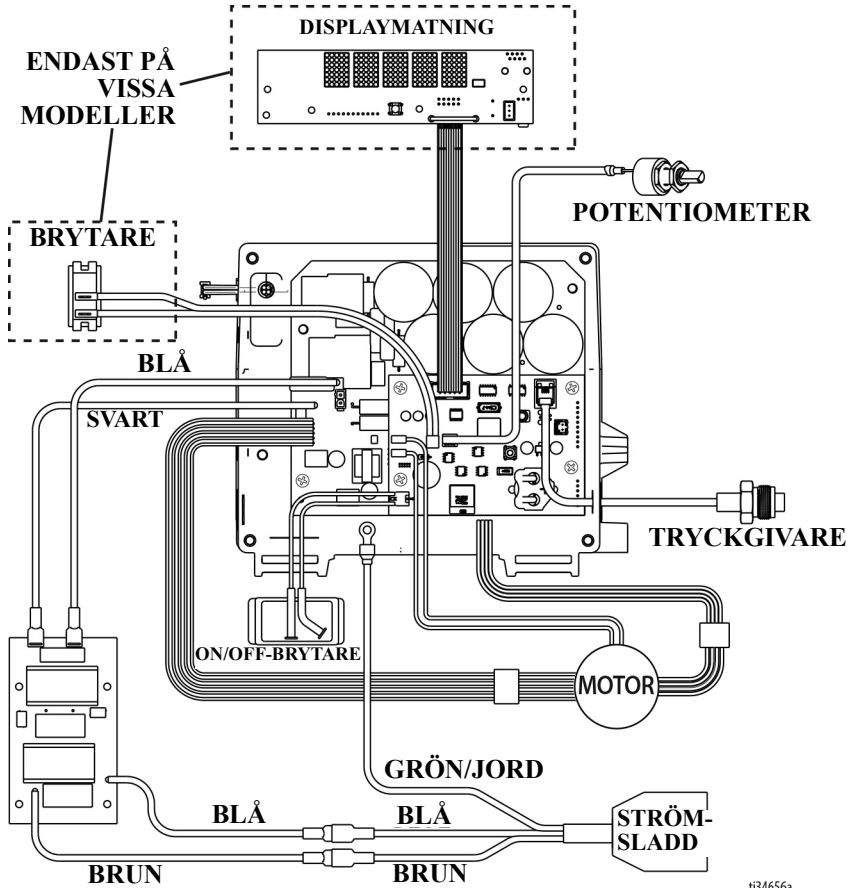 DISPLAYMATNING
ENDAST PÅ
VISSA
MODELLER
POTENTIOMETER
BRYTARE
BLÅ
SVART
TRYCKGIVARE
ON/OFF-BRYTARE
MOTOR
GRÖN/JORD
BLÅ
BLÅ
STRÖM-
SLADD
BRUN
BRUN
ti34656a